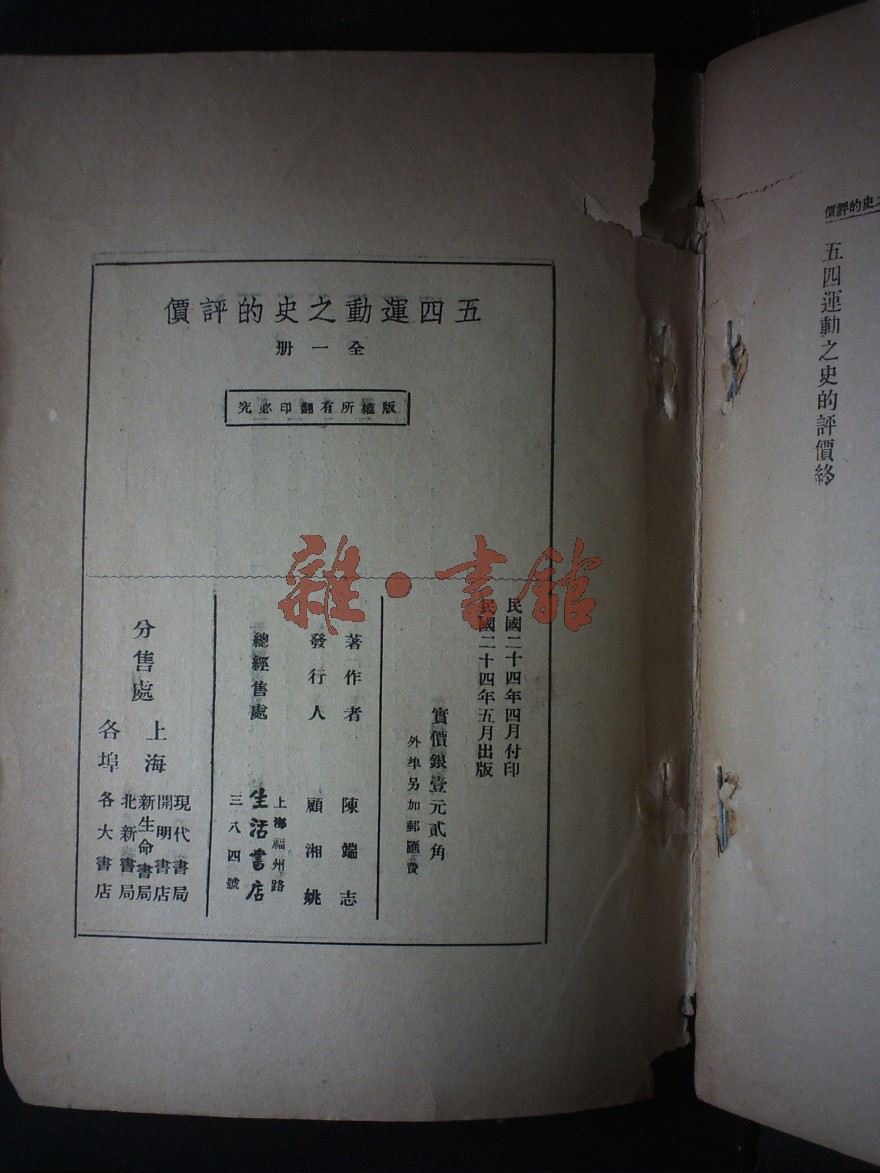 五四運動之史的評價
全一册
版權所有翻印必究
民國二十四年四月付印
民國二十四年五月出版
實價銀壹元貳角
外埠另加郵匯費
著作者 陳端志
發行人 顧湘姚
總經售處
上海福州路
生活書店
三八四號
分售處
上海
現代書局
開明書店
新生命書局
北新書局
各埠
各大書店
雜·書館
史的評價
五四運動之史的評價終